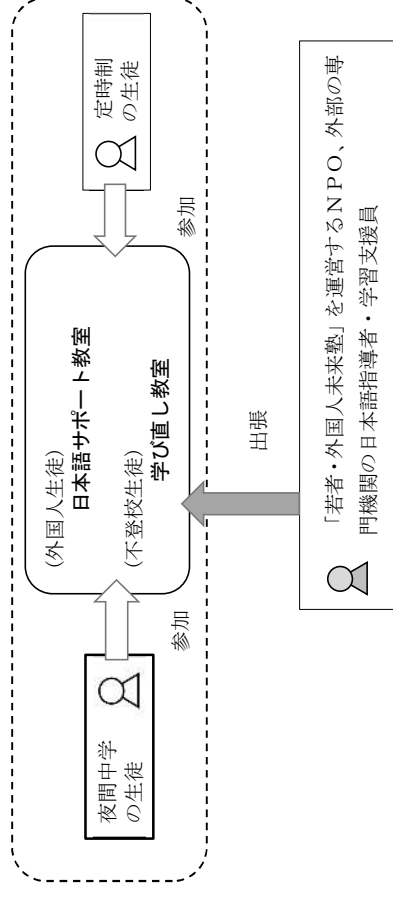 夜間中学
の生徒
参加
(外国人生徒)
日本語サポート教室
(不登校生徒)
学び直し教室
定時制
の生徒
参加
出張
「若者・外国人未来塾」を運営するNPO、外部の専
門機関の日本語指導者・学習支援員